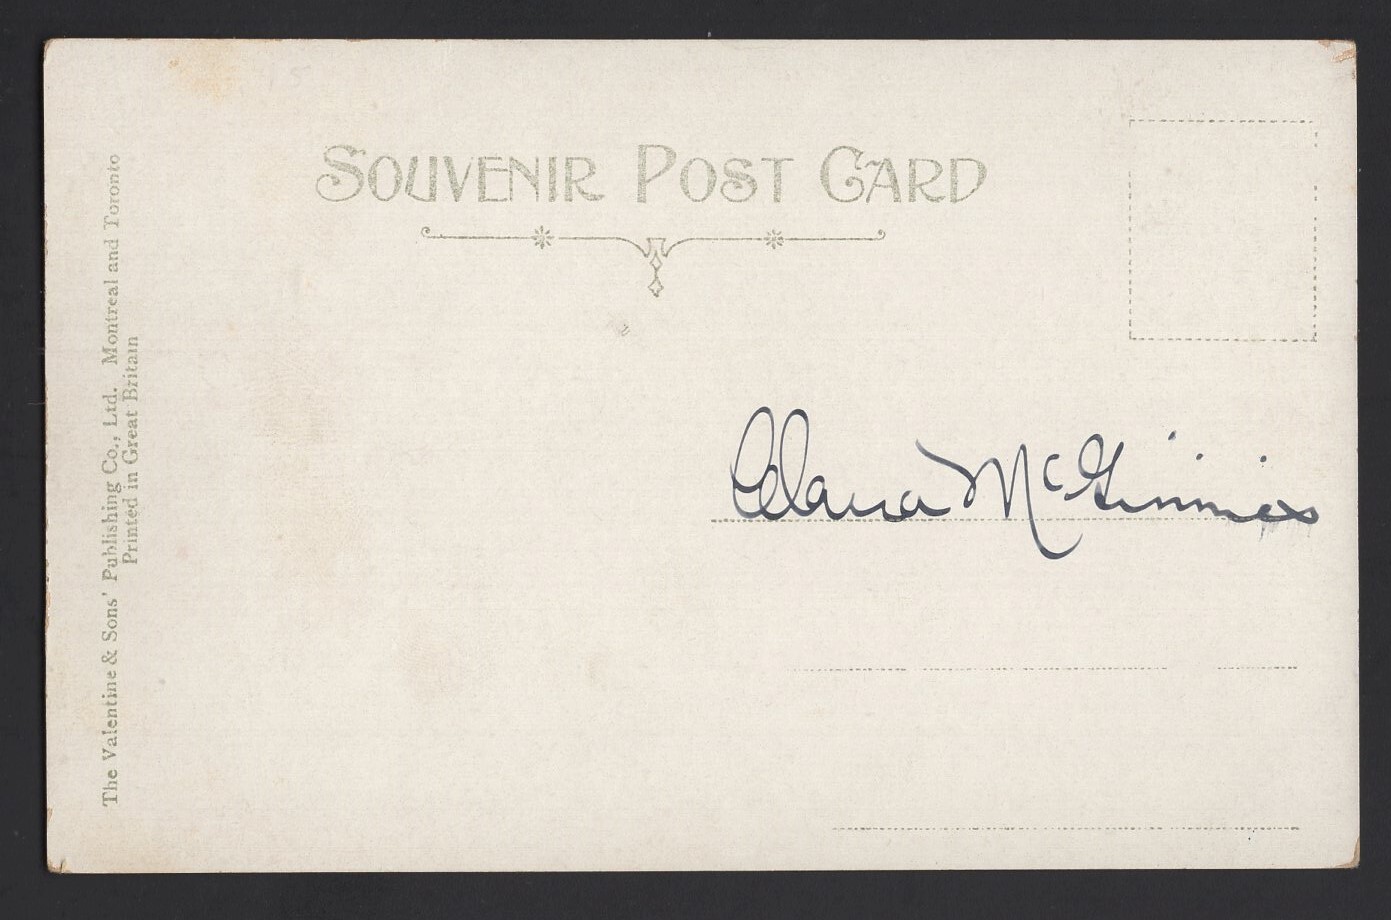 SOUVENIR POST CARD
The Valentine & Sons' Publishing Co., Ltd. Montreal and Toronto
Printed in Great Britain
Clara McGinnis